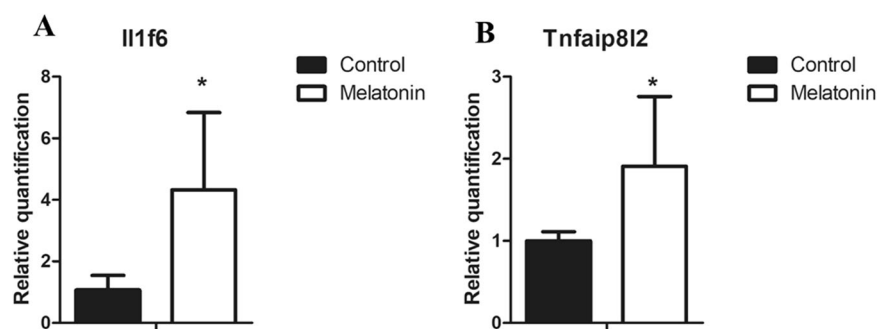 A
Il1f6
Relative quantification
8
6
4
2
0
*
Control
Melatonin
B
Tnfaip8l2
Relative quantification
3
2
1
0
*
Control
Melatonin